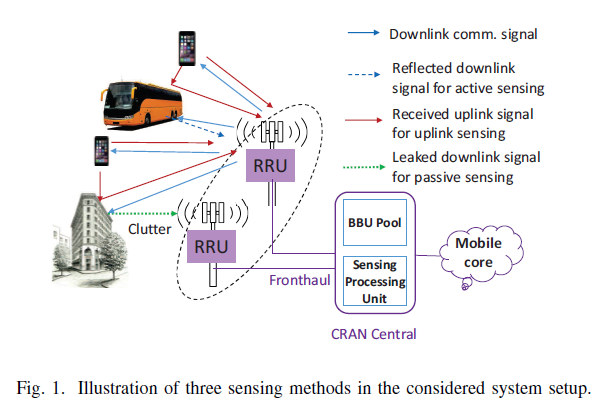 Downlink comm. signal
Reflected downlink
signal for active sensing
Received uplink signal
for uplink sensing
Leaked downlink signal
for passive sensing
RRU
Clutter
RRU
Fronthaul
BBU Pool
Sensing
Processing
Unit
CRAN Central
Mobile
core
Fig. 1. Illustration of three sensing methods in the considered system setup.